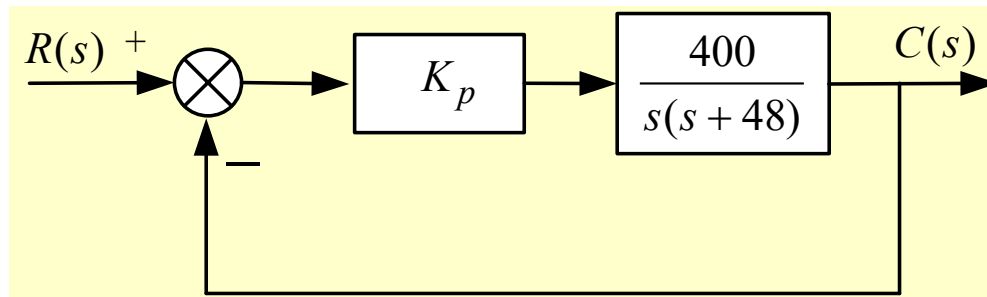 R(s) +
K_p
400
s(s + 48)
C(s)
−